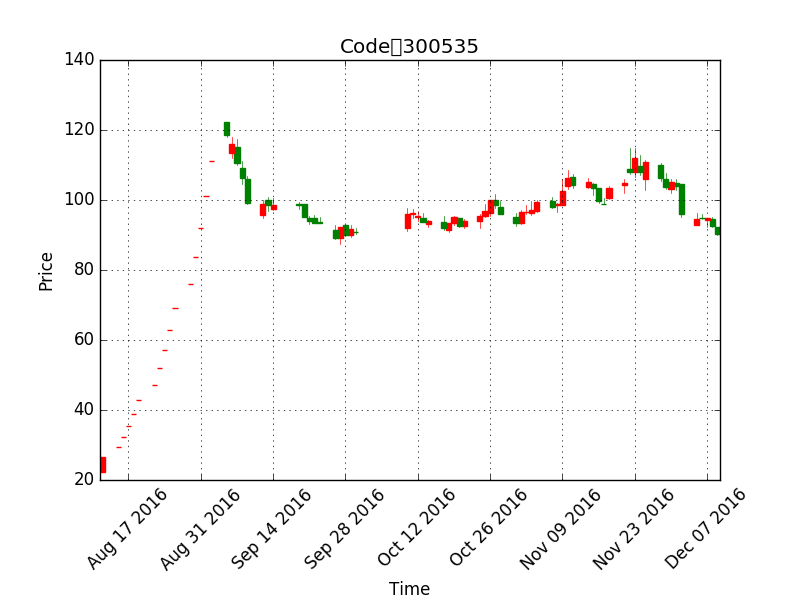 Code▯300535
140
120
100
80
60
40
20
Price
Aug 17 2016
Aug 31 2016
Sep 14 2016
Sep 28 2016
Oct 12 2016
Oct 26 2016
Nov 09 2016
Nov 23 2016
Dec 07 2016
Time